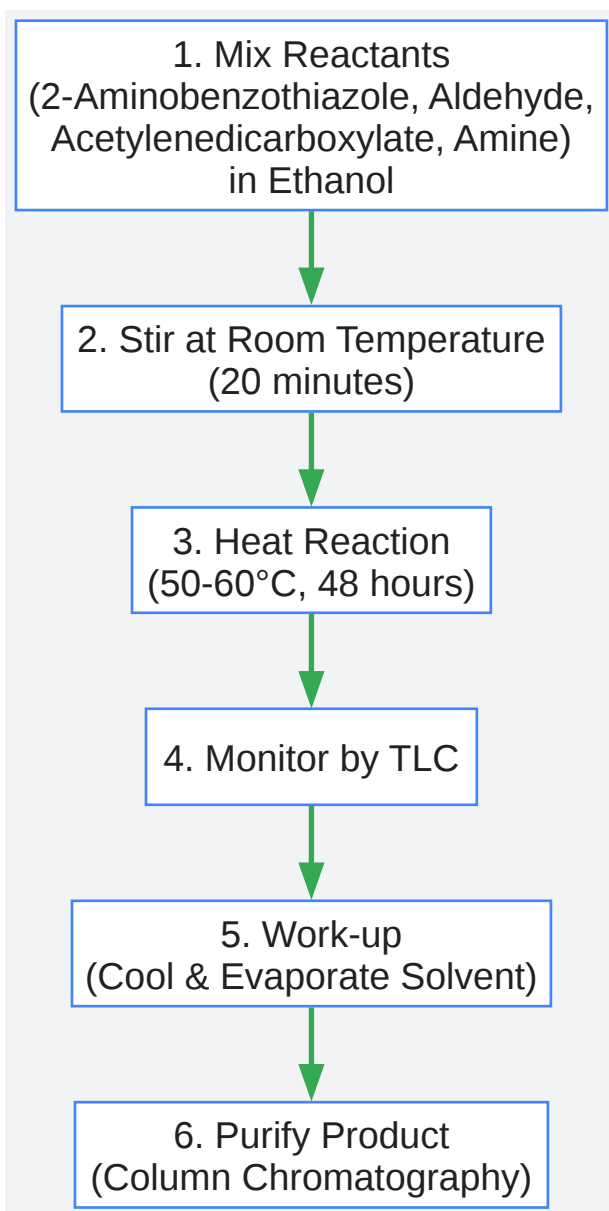 1. Mix Reactants
(2-Aminobenzothiazole, Aldehyde,
Acetylenedicarboxylate, Amine)
in Ethanol
2. Stir at Room Temperature
(20 minutes)
3. Heat Reaction
(50-60°C, 48 hours)
4. Monitor by TLC
5. Work-up
(Cool & Evaporate Solvent)
6. Purify Product
(Column Chromatography)